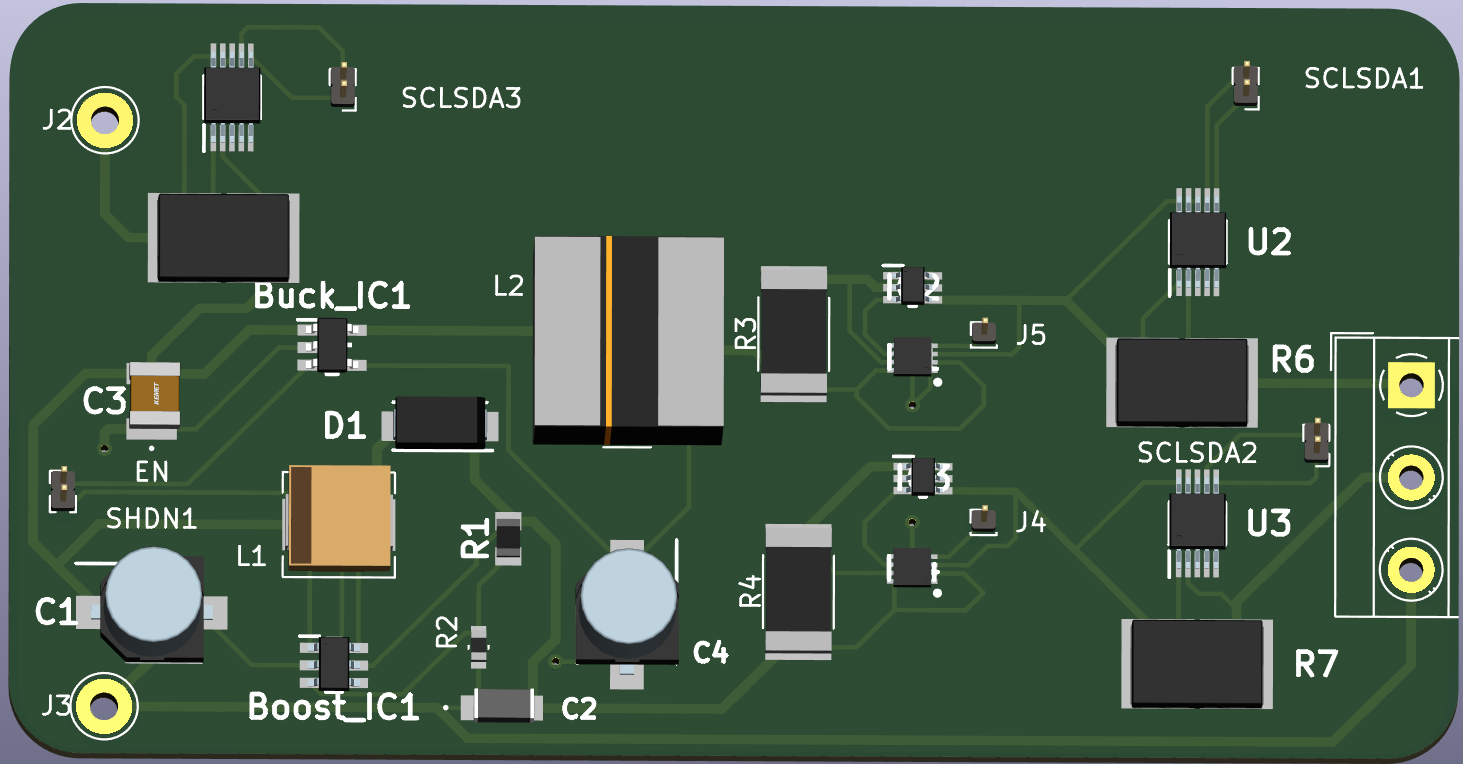 SCLSDA3
SCLSDA1
J2
U2
Buck_IC1
L2
R3
J5
R6
C3
D1
SCLSDA2
EN
KEMET
SHDN1
L1
R1
J4
U3
R4
C1
R2
C4
R7
J3
Boost_IC1
C2